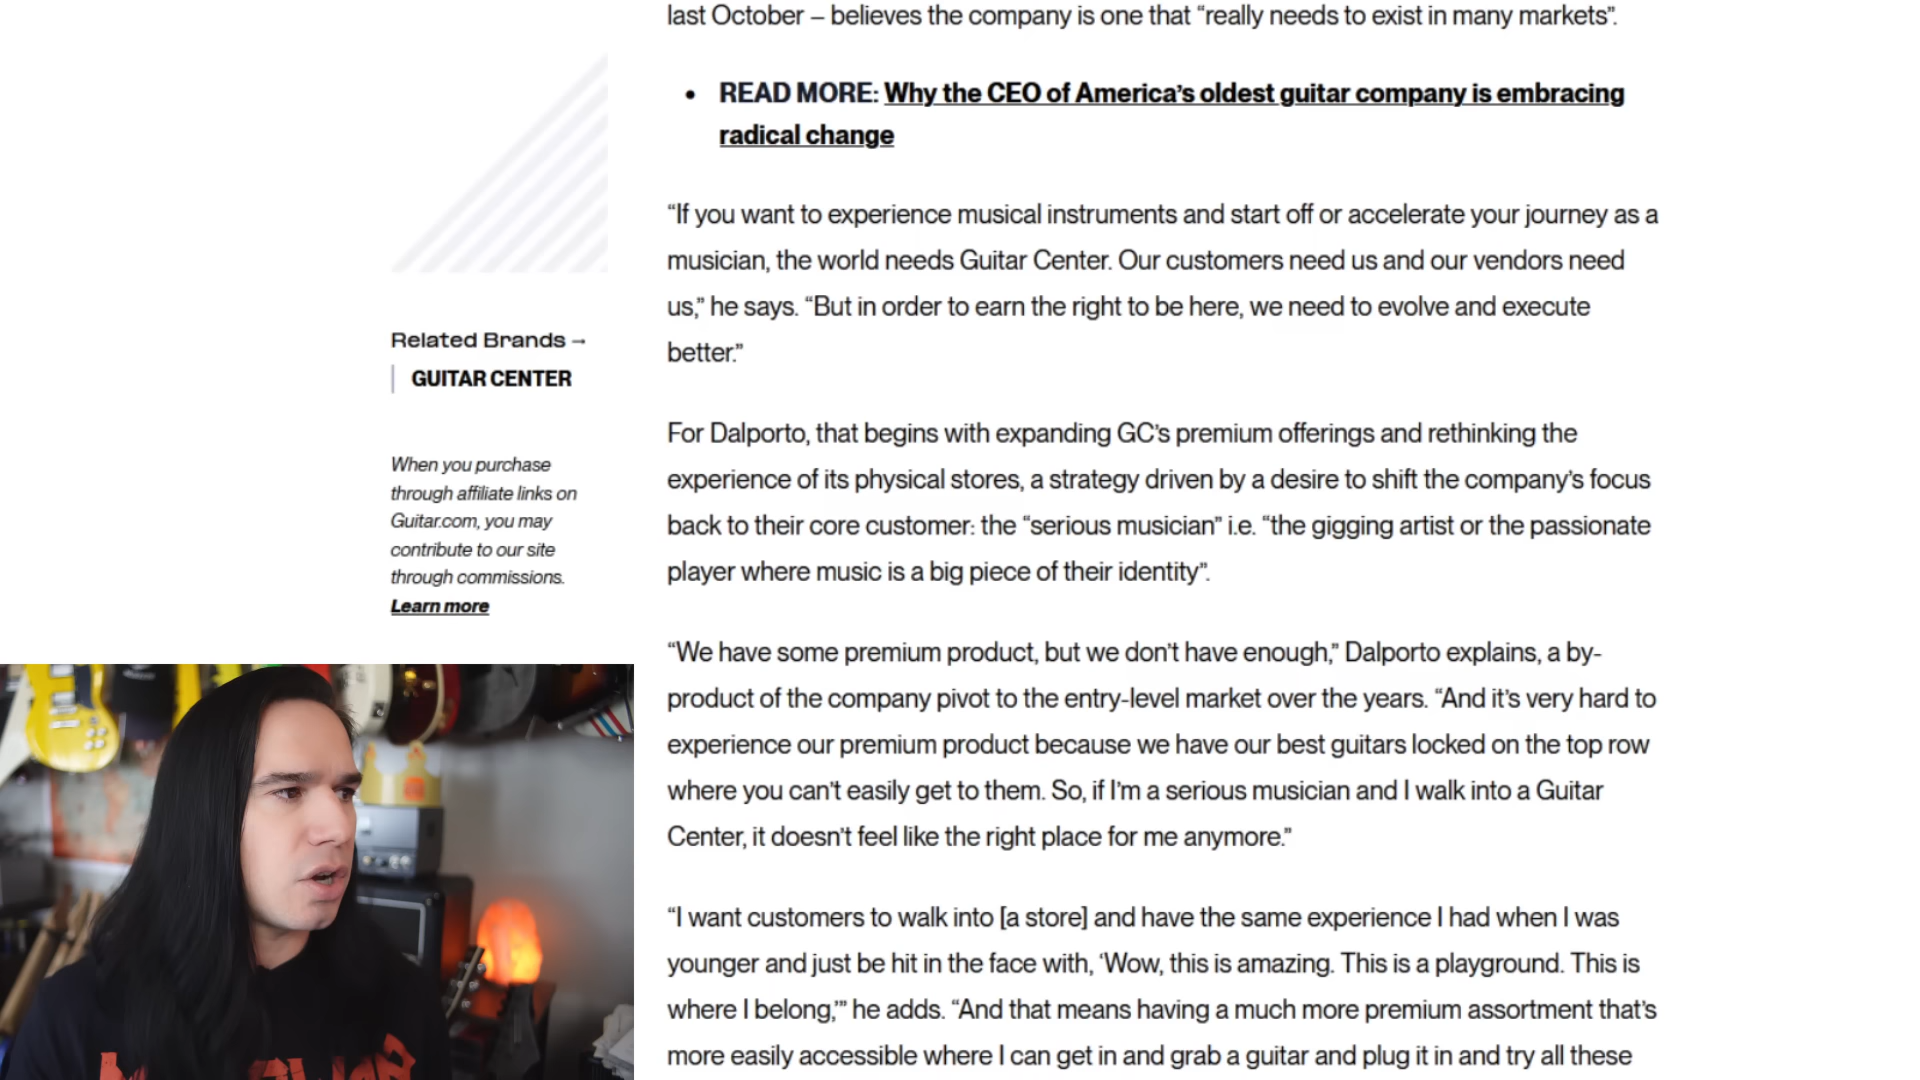 last October – believes the company is one that “really needs to exist in many markets”.
• READ MORE: Why the CEO of America’s oldest guitar company is embracing
radical change
“If you want to experience musical instruments and start off or accelerate your journey as a
musician, the world needs Guitar Center. Our customers need us and our vendors need
us,” he says. “But in order to earn the right to be here, we need to evolve and execute
better.”
For Dalporto, that begins with expanding GC’s premium offerings and rethinking the
experience of its physical stores, a strategy driven by a desire to shift the company’s focus
back to their core customer: the “serious musician” i.e. “the gigging artist or the passionate
player where music is a big piece of their identity”.
“We have some premium product, but we don’t have enough,” Dalporto explains, a by-
product of the company pivot to the entry-level market over the years. “And it’s very hard to
experience our premium product because we have our best guitars locked on the top row
where you can’t easily get to them. So, if I’m a serious musician and I walk into a Guitar
Center, it doesn’t feel like the right place for me anymore.”
“I want customers to walk into [a store] and have the same experience I had when I was
younger and just be hit in the face with, ‘Wow, this is amazing. This is a playground. This is
where I belong,’” he adds. “And that means having a much more premium assortment that’s
more easily accessible where I can get in and grab a guitar and plug it in and try all these
Related Brands →
GUITAR CENTER
When you purchase
through affiliate links on
Guitar.com, you may
contribute to our site
through commissions.
Learn more